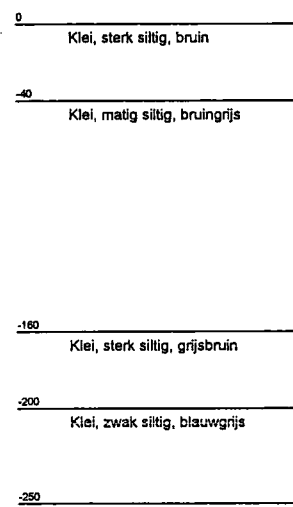 0
Klei, sterk siltig, bruin
-40
Klei, matig siltig, bruingrijs
-160
Klei, sterk siltig, grijsbruin
-200
Klei, zwak siltig, blauwgrijs
-250